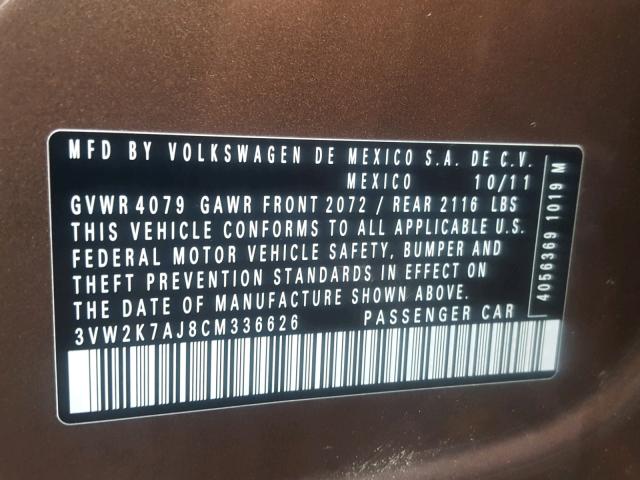 MFD BY VOLKSWAGEN DE MEXICO S.A. DE C.V.
MEXICO 10/11
GVWR 4079 GAWR FRONT 2072 / REAR 2116 LBS
THIS VEHICLE CONFORMS TO ALL APPLICABLE U.S.
FEDERAL MOTOR VEHICLE SAFETY, BUMPER AND
THEFT PREVENTION STANDARDS IN EFFECT ON
THE DATE OF MANUFACTURE SHOWN ABOVE.
3VW2K7AJ8CM336626 PASSENGER CAR
4056369 1019 M